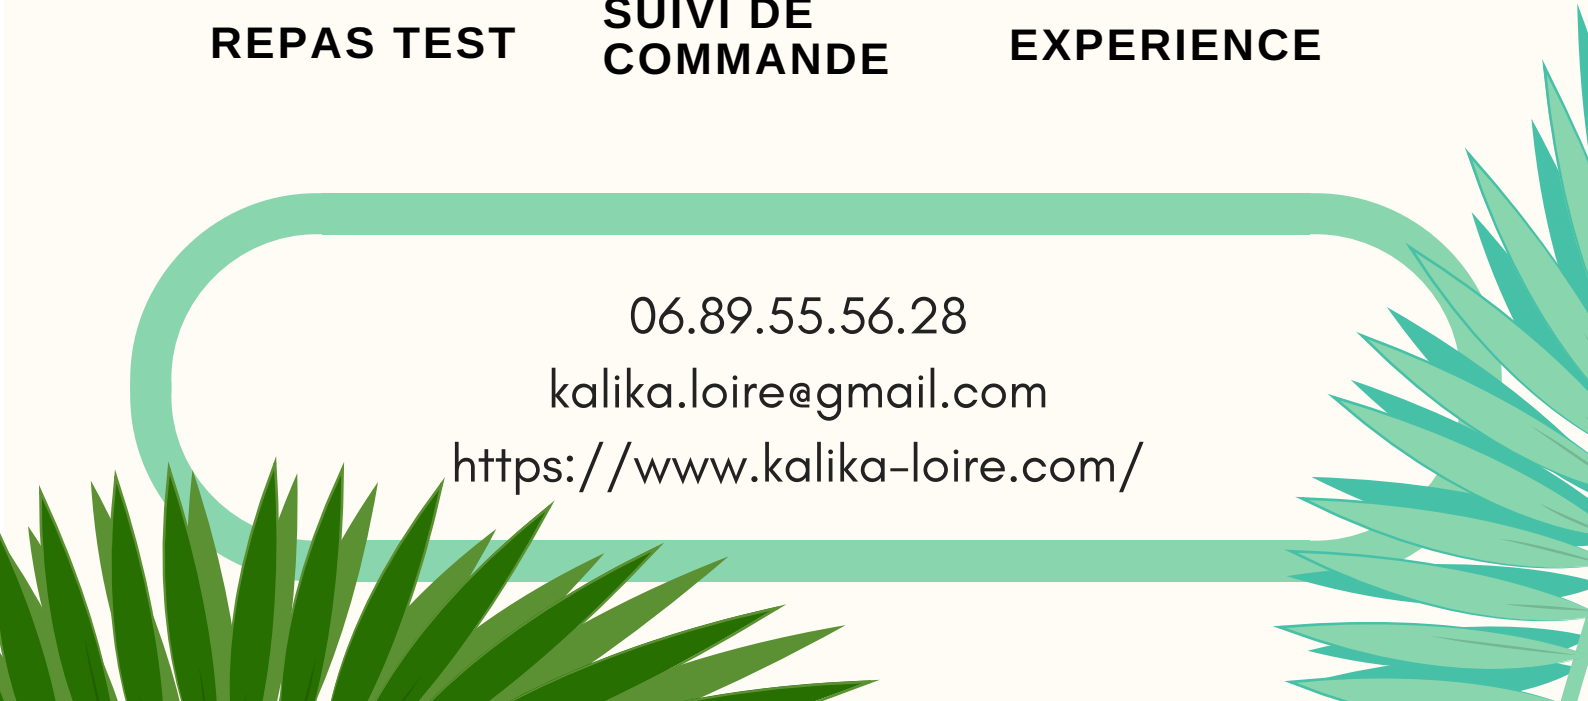 REPAS TEST
SUIVI DE
COMMANDE
EXPERIENCE
06.89.55.56.28
kalika.loire@gmail.com
https://www.kalika-loire.com/